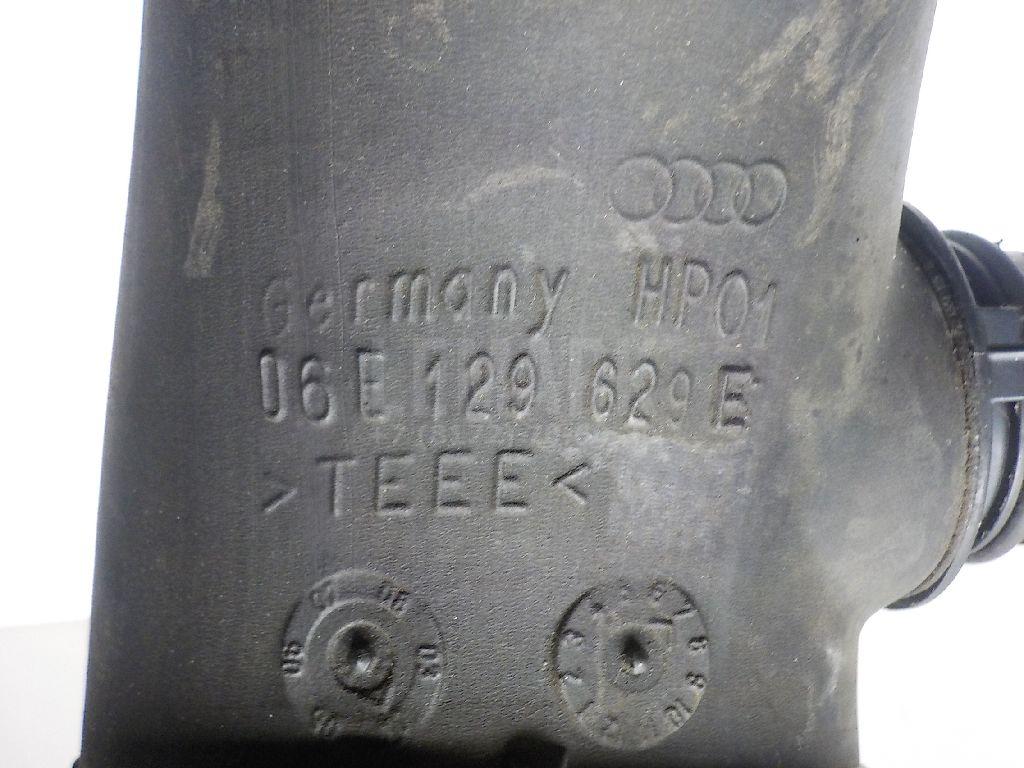 Germany HP01
06E 129 629 E
>TEEE<